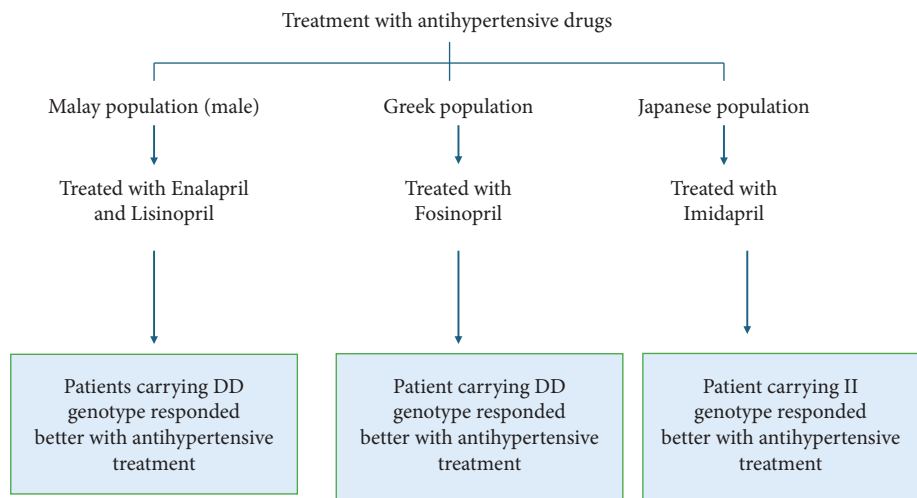 Treatment with antihypertensive drugs
Malay population (male)
Greek population
Japanese population
Treated with Enalapril
and Lisinopril
Treated with
Fosinopril
Treated with
Imidapril
Patients carrying DD
genotype responded
better with antihypertensive
treatment
Patient carrying DD
genotype responded
better with antihypertensive
treatment
Patient carrying II
genotype responded
better with antihypertensive
treatment